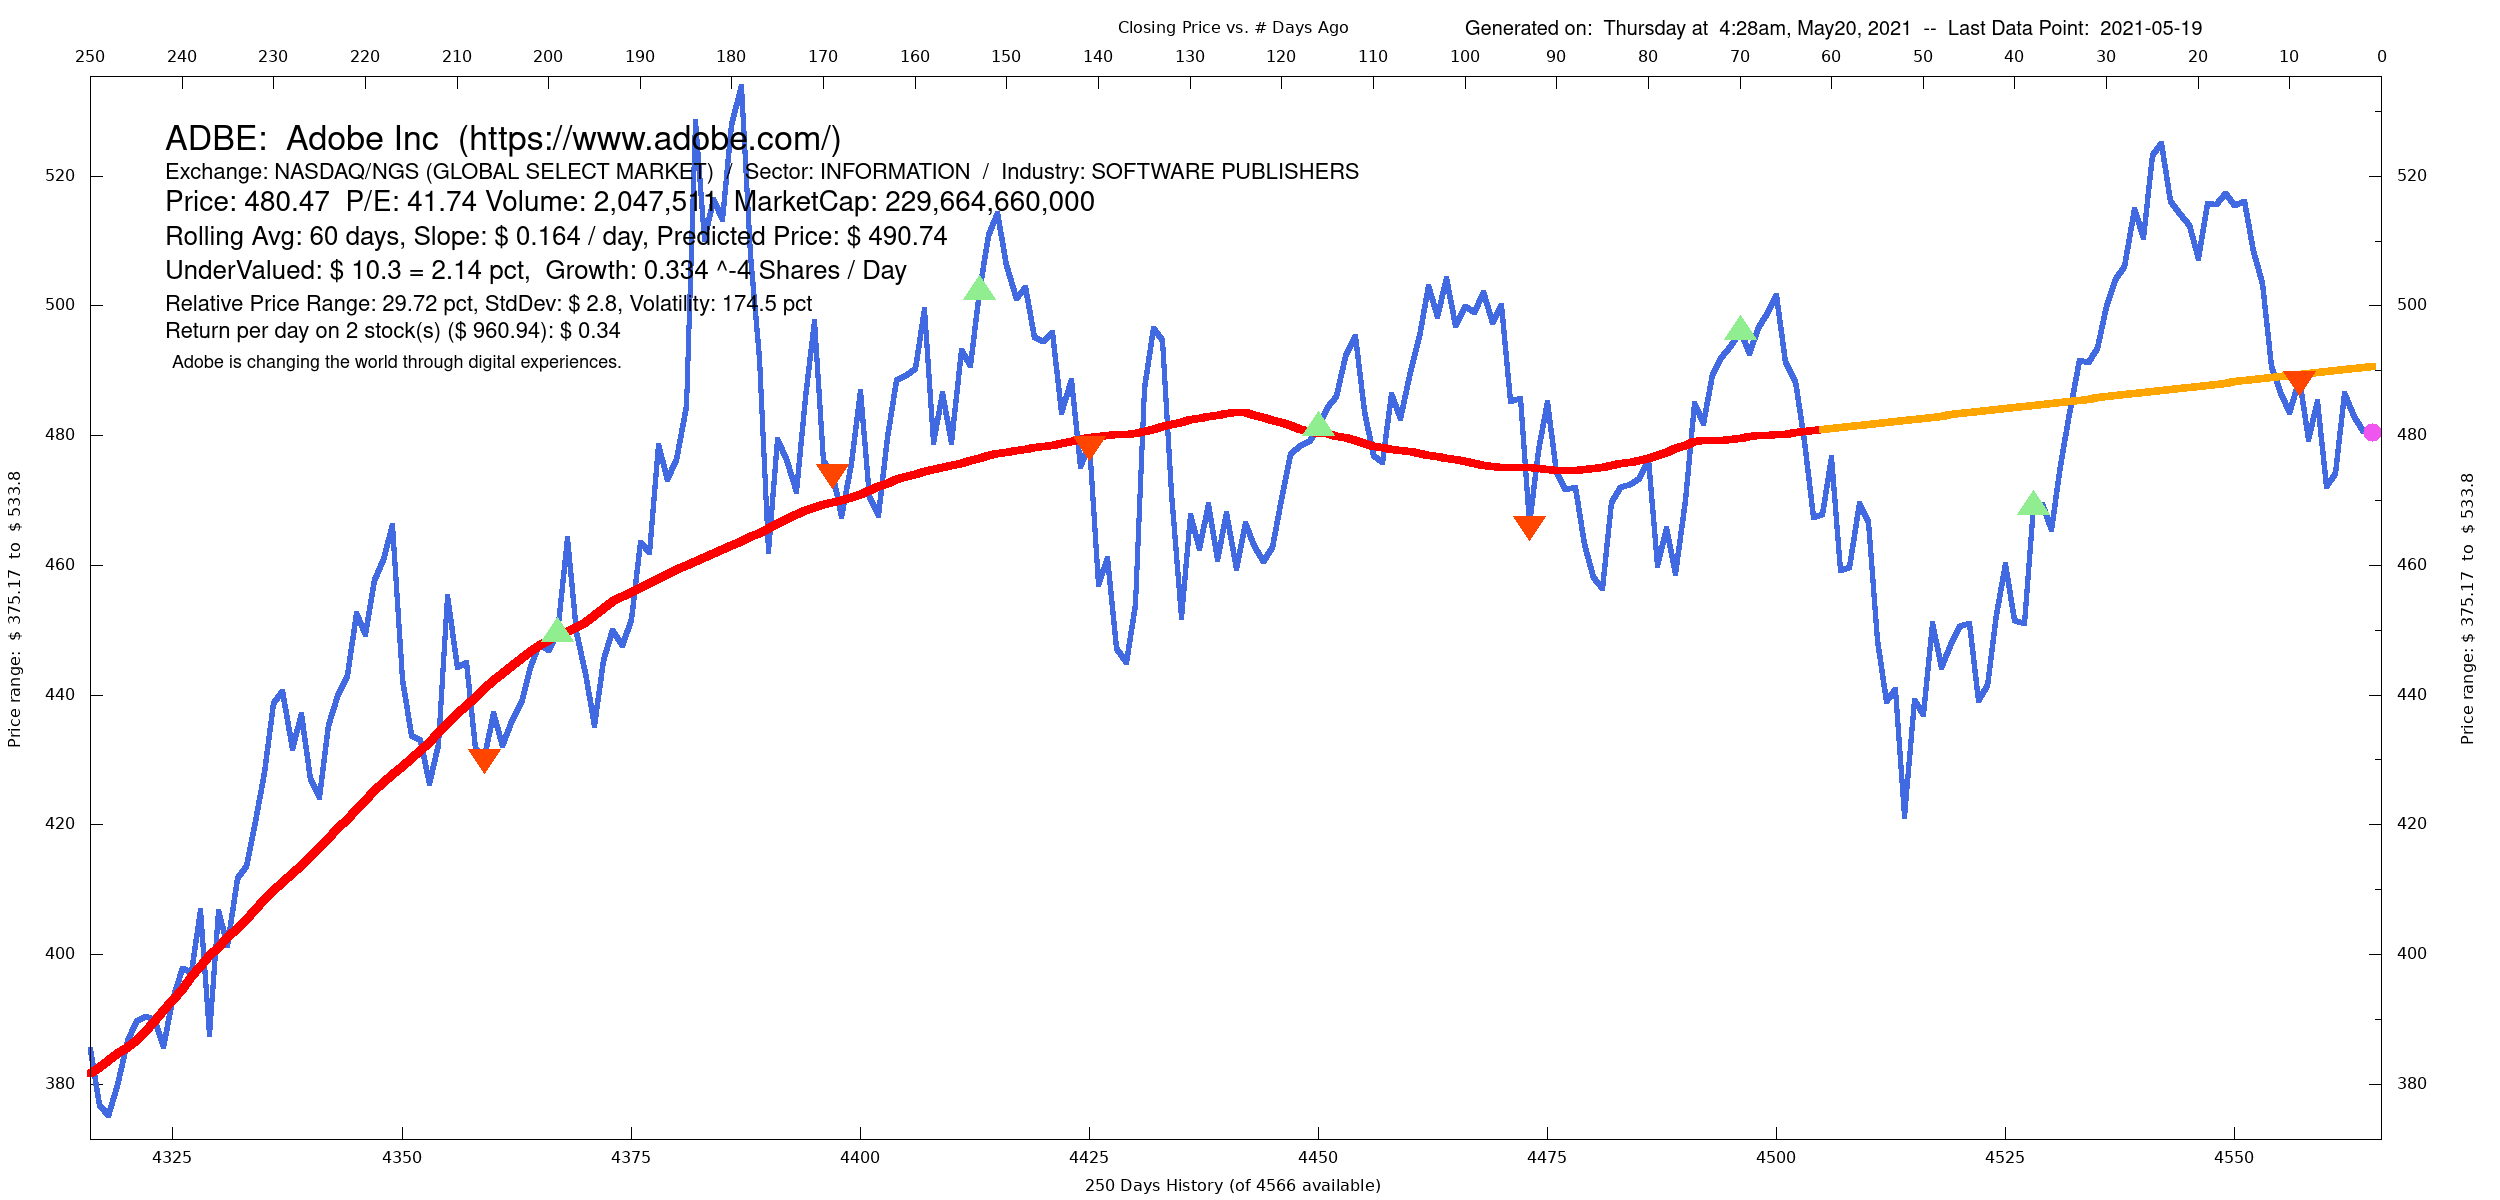 Closing Price vs. # Days Ago
Generated on:  Thursday at  4:28am, May20, 2021  --  Last Data Point:  2021-05-19
250 240 230 220 210 200 190 180 170 160 150 140 130 120 110 100 90 80 70 60 50 40 30 20 10 0
ADBE:  Adobe Inc  (https://www.adobe.com/)
Exchange: NASDAQ/NGS (GLOBAL SELECT MARKET)  /  Sector: INFORMATION  /  Industry: SOFTWARE PUBLISHERS
Price: 480.47  P/E: 41.74 Volume: 2,047,511  MarketCap: 229,664,660,000
Rolling Avg: 60 days, Slope: $ 0.164 / day, Predicted Price: $ 490.74
UnderValued: $ 10.3 = 2.14 pct,  Growth: 0.334 ^-4 Shares / Day
Relative Price Range: 29.72 pct, StdDev: $ 2.8, Volatility: 174.5 pct
Return per day on 2 stock(s) ($ 960.94): $ 0.34
Adobe is changing the world through digital experiences.
520 520
500 500
480 480
460 460
440 440
420 420
400 400
380 380
Price range:  $  375.17  to  $ 533.8
Price range: $  375.17  to  $ 533.8
4325 4350 4375 4400 4425 4450 4475 4500 4525 4550
250 Days History (of 4566 available)